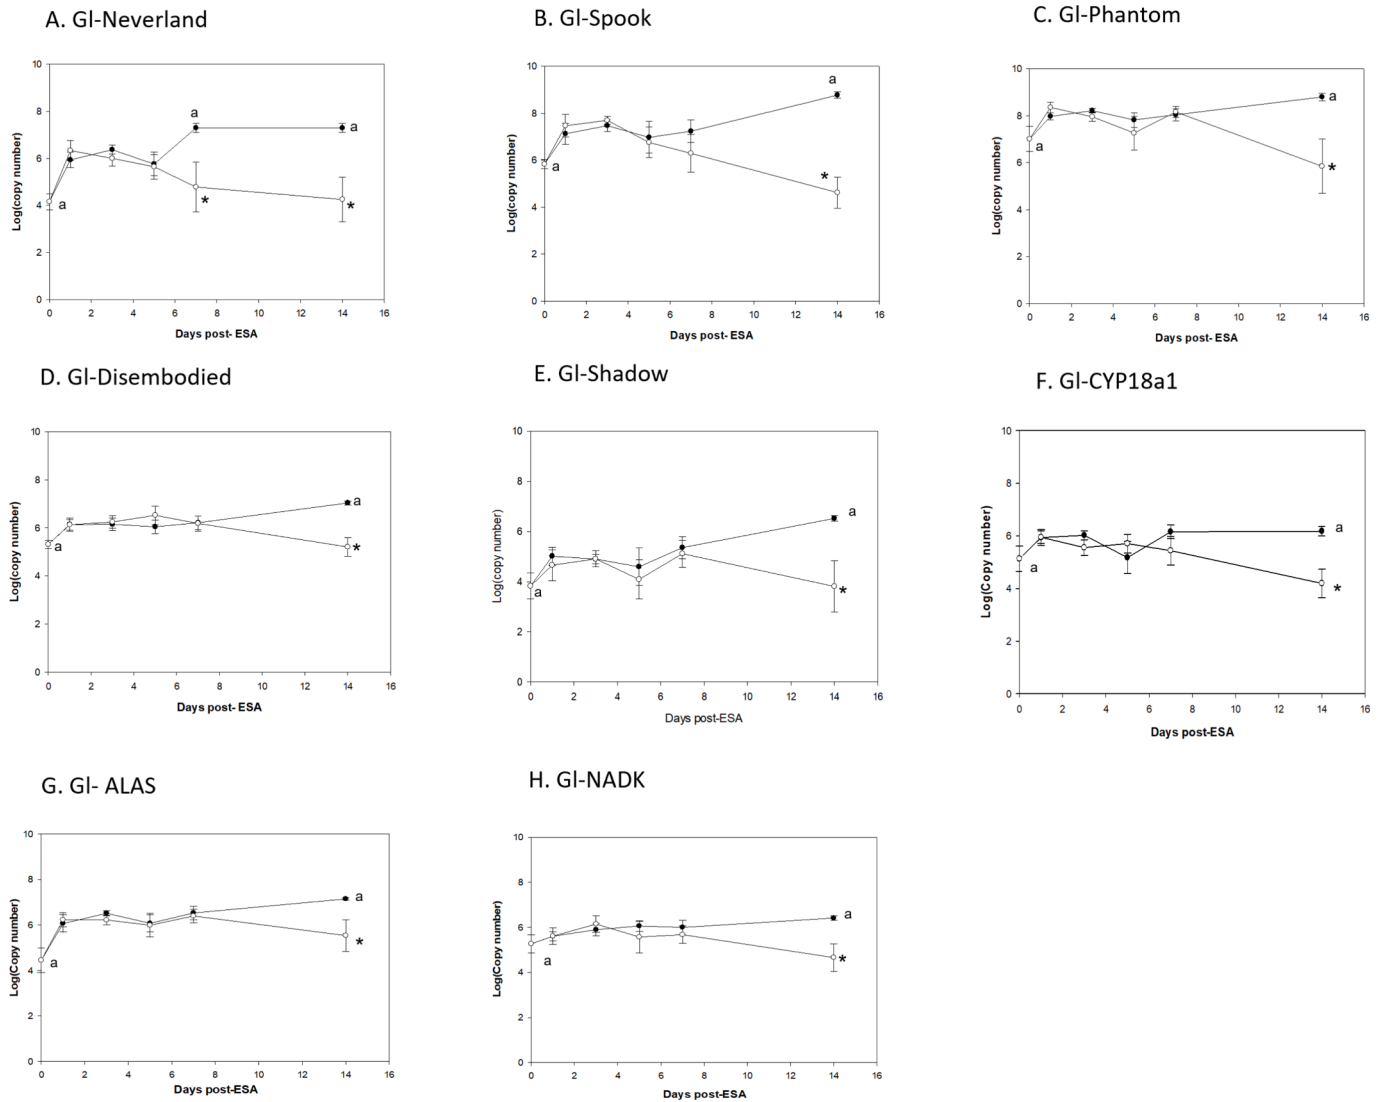 A. Gl-Neverland
B. Gl-Spook
C. Gl-Phantom
10
8
6
4
2
0
Log(copy number)
a
a
a
*
*
0 2 4 6 8 10 12 14 16
Days post- ESA
10
8
6
4
2
0
Log(copy number)
a
a
*
0 2 4 6 8 10 12 14 16
Days post- ESA
10
8
6
4
2
0
Log(copy number)
a
a
*
0 2 4 6 8 10 12 14 16
Days post- ESA
D. Gl-Disembodied
E. Gl-Shadow
F. Gl-CYP18a1
10
8
6
4
2
0
Log(copy number)
a
a
*
0 2 4 6 8 10 12 14 16
Days post- ESA
10
8
6
4
2
0
Log(copy number)
a
a
*
0 2 4 6 8 10 12 14 16
Days post-ESA
10
8
6
4
2
0
Log(Copy number)
a
a
*
0 2 4 6 8 10 12 14 16
Days post-ESA
G. Gl- ALAS
H. Gl-NADK
10
8
6
4
2
0
Log(Copy number)
a
a
*
0 2 4 6 8 10 12 14 16
Days post-ESA
10
8
6
4
2
0
Log(Copy number)
a
a
*
0 2 4 6 8 10 12 14 16
Days post-ESA